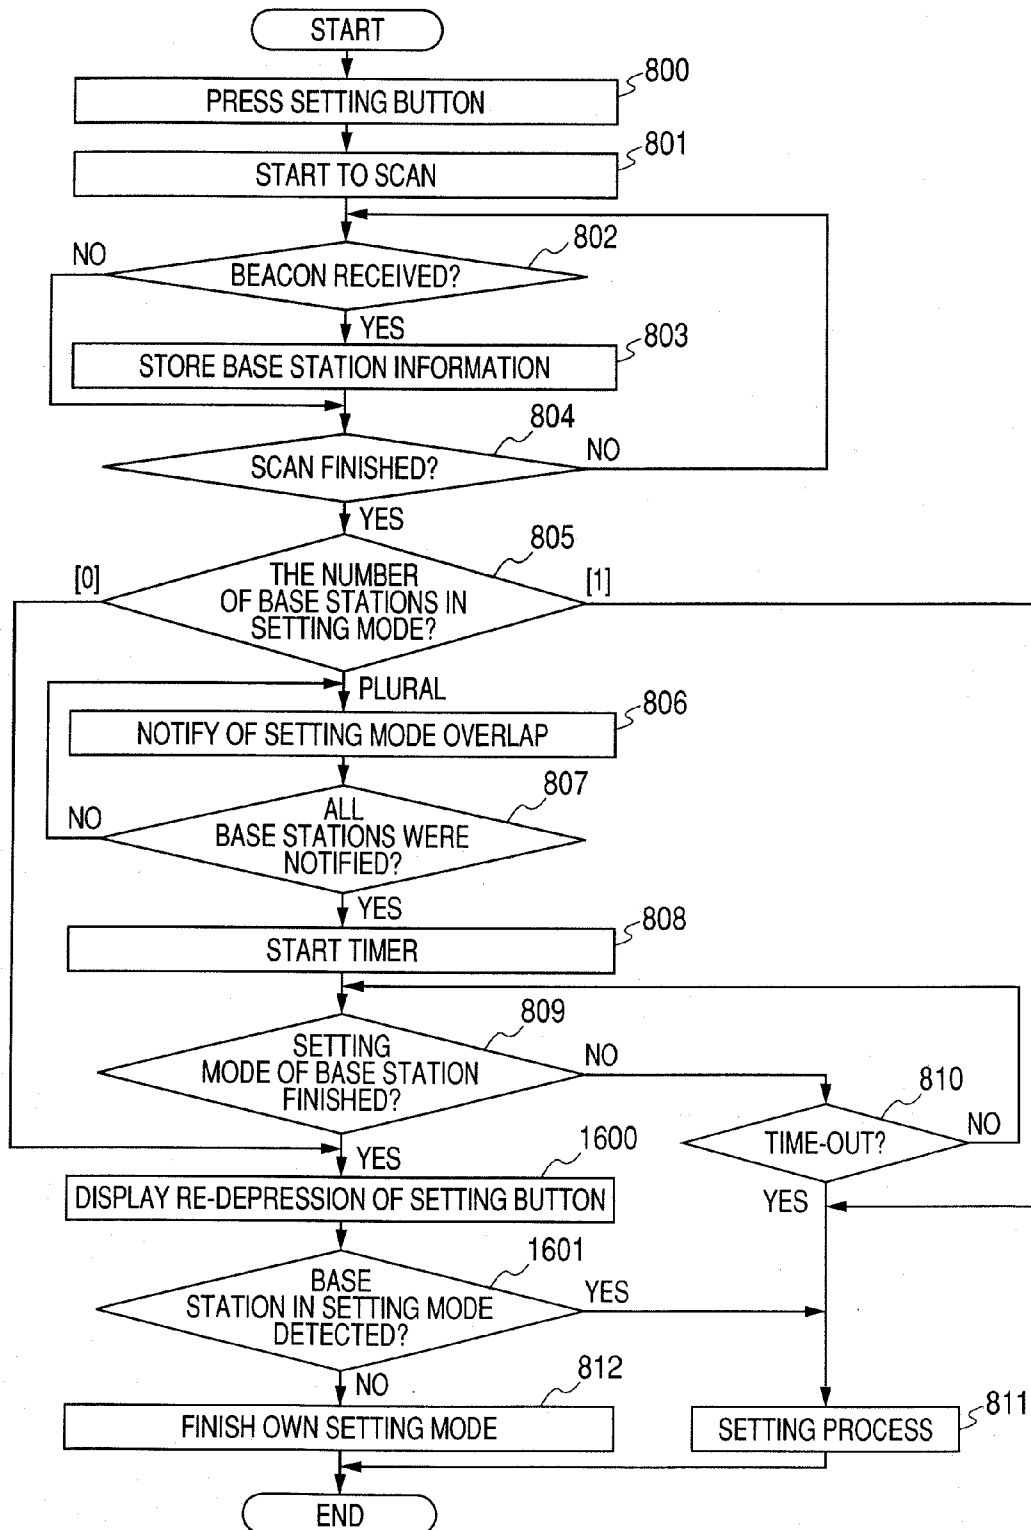 START
800
PRESS SETTING BUTTON
801
START TO SCAN
802
NO
BEACON RECEIVED?
YES
803
STORE BASE STATION INFORMATION
804
SCAN FINISHED?
NO
YES
805
[0]
[1]
THE NUMBER
OF BASE STATIONS IN
SETTING MODE?
PLURAL
806
NOTIFY OF SETTING MODE OVERLAP
807
ALL
BASE STATIONS WERE
NOTIFIED?
NO
YES
808
START TIMER
809
SETTING
MODE OF BASE STATION
FINISHED?
NO
810
TIME-OUT?
NO
YES
1600
YES
DISPLAY RE-DEPRESSION OF SETTING BUTTON
1601
BASE
STATION IN SETTING MODE
DETECTED?
YES
NO
812
FINISH OWN SETTING MODE
811
SETTING PROCESS
END